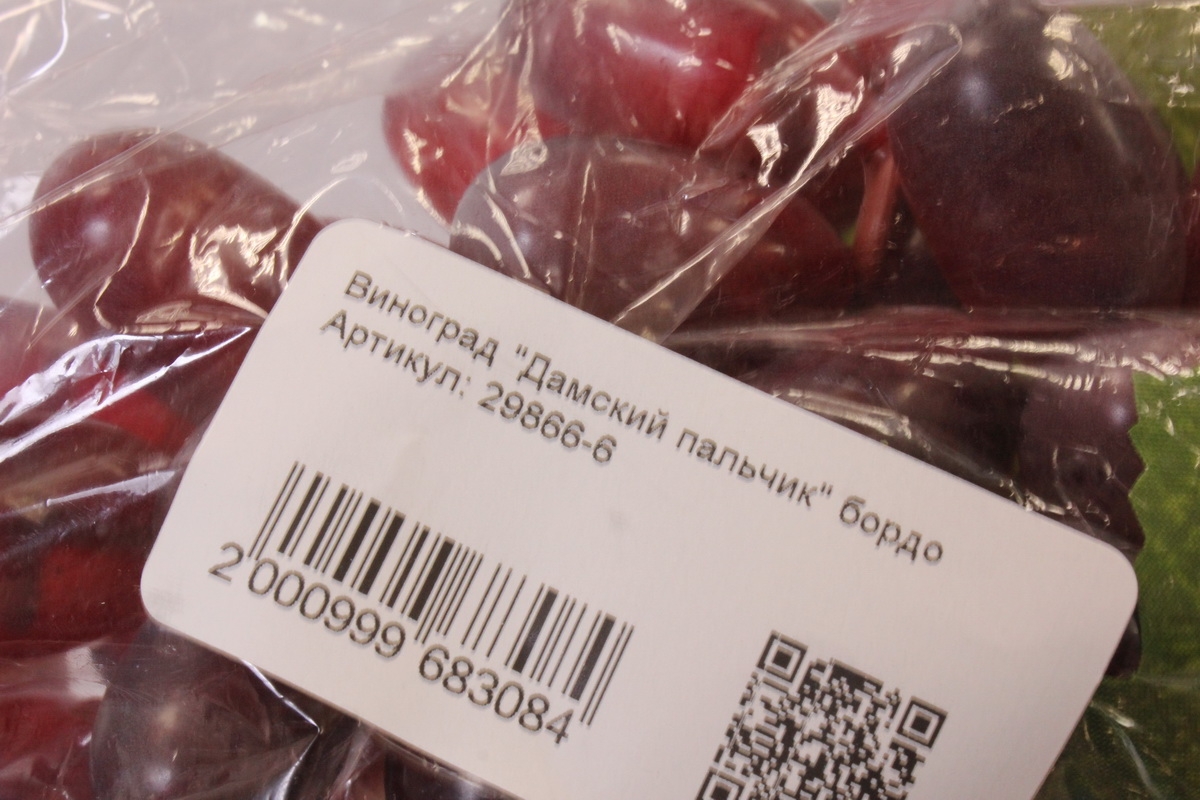 Виноград "Дамский пальчик" бордо
Артикул: 29866-6
2 000999 683084